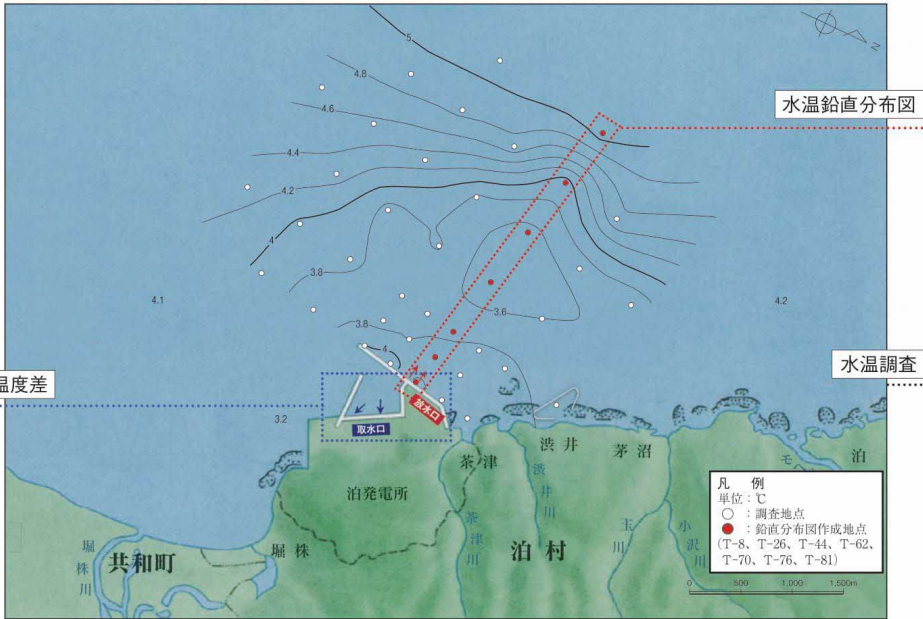 N
5
4.8
4.6
4.4
4.2
4
3.8
3.6
3.8
4
4.1
4.2
3.2
水温鉛直分布図
水温調査
温度差
取水口
放水口
泊発電所
茶津
茶津川
渋井
渋井川
茅沼
玉川
小沢川
モ
泊
泊村
堀株
堀株川
共和町
凡 例
単位：℃
○：調査地点
●：鉛直分布図作成地点
(T-8、T-26、T-44、T-62、
T-70、T-76、T-81)
0 500 1,000 1,500m